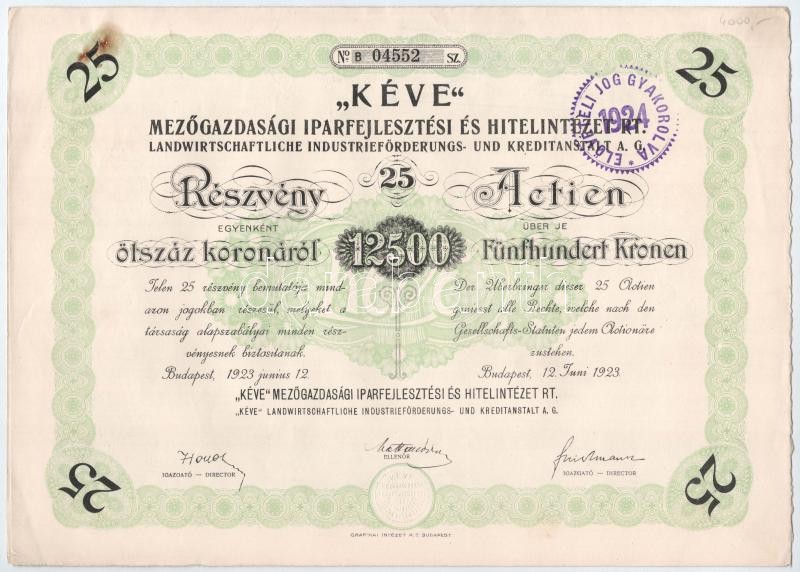 4000,-
25
25
No B 04552 SZ.
„KÉVE“
MEZŐGAZDASÁGI IPARFEJLESZTÉSI ÉS HITELINTÉZET RT.
LANDWIRTSCHAFTLICHE INDUSTRIEFÖRDERUNGS- UND KREDITANSTALT A. G.
ELŐVÉTELI JOG GYAKOROLVA *
1924
25
Részvény
EGYENKÉNT
ötszáz koronáról
Actien
ÜBER JE
Fünfhundert Kronen
12500
Jelen 25 részvény bemutatója mind-
azon jogokban részesül, melyeket a
társaság alapszabályai minden rész-
vényesnek biztositanak.
Budapest, 1923 junius 12.
Der Überbringer dieser 25 Actien
geniesst alle Rechte, welche nach den
Gesellschafts-Statuten jedem Actionäre
zustehen.
Budapest, 12. Juni 1923.
„KÉVE“ MEZŐGAZDASÁGI IPARFEJLESZTÉSI ÉS HITELINTÉZET RT.
„KÉVE“ LANDWIRTSCHAFTLICHE INDUSTRIEFÖRDERUNGS- UND KREDITANSTALT A. G.
IGAZGATÓ — DIRECTOR
ELLENŐR
IGAZGATÓ — DIRECTOR
25
25
GRAFIKAI INTÉZET R.T. BUDAPEST